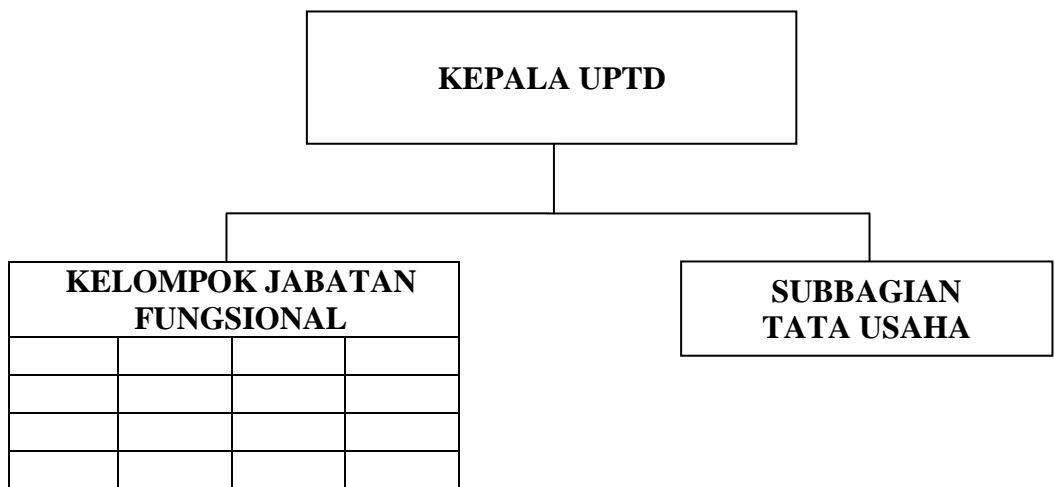 KEPALA UPTD
KELOMPOK JABATAN
FUNGSIONAL
SUBBAGIAN
TATA USAHA